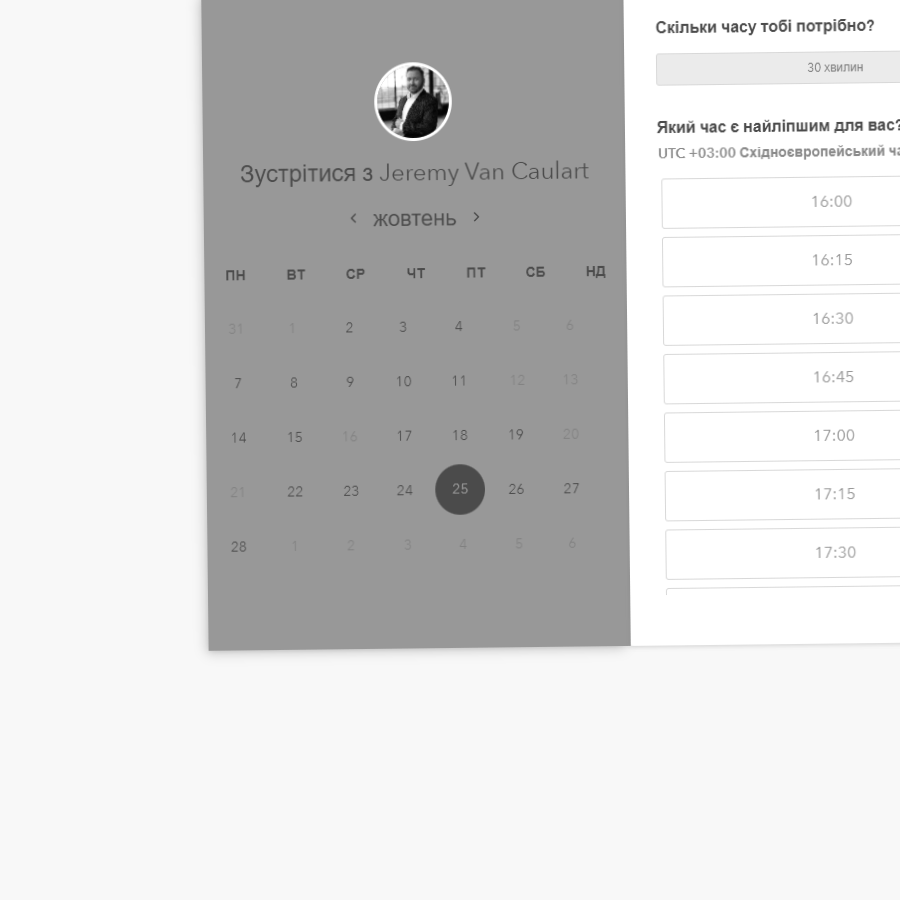 Зустрітися з Jeremy Van Caulart
жовтень
ПН ВТ СР ЧТ ПТ СБ НД
31 1 2 3 4 5 6
7 8 9 10 11 12 13
14 15 16 17 18 19 20
21 22 23 24 25 26 27
28 1 2 3 4 5 6
Скільки часу тобі потрібно?
30 хвилин
Який час є найліпшим для вас?
UTC +03:00 Східноєвропейський
16:00
16:15
16:30
16:45
17:00
17:15
17:30